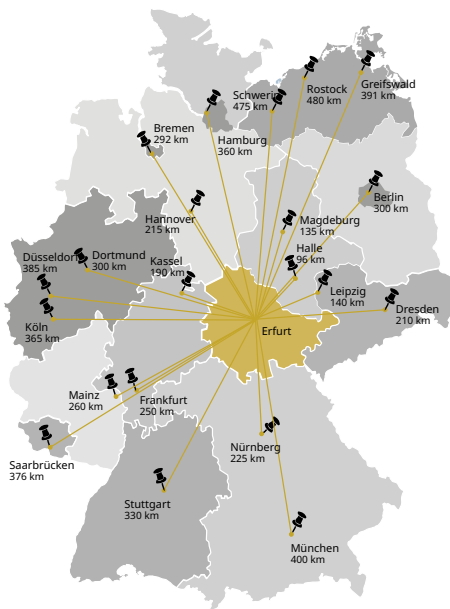 Schwerin
475 km
Rostock
480 km
Greifswald
391 km
Bremen
292 km
Hamburg
360 km
Berlin
300 km
Hannover
215 km
Magdeburg
135 km
Halle
96 km
Düsseldorf
385 km
Dortmund
300 km
Kassel
190 km
Leipzig
140 km
Dresden
210 km
Köln
365 km
Erfurt
Mainz
260 km
Frankfurt
250 km
Saarbrücken
376 km
Nürnberg
225 km
Stuttgart
330 km
München
400 km